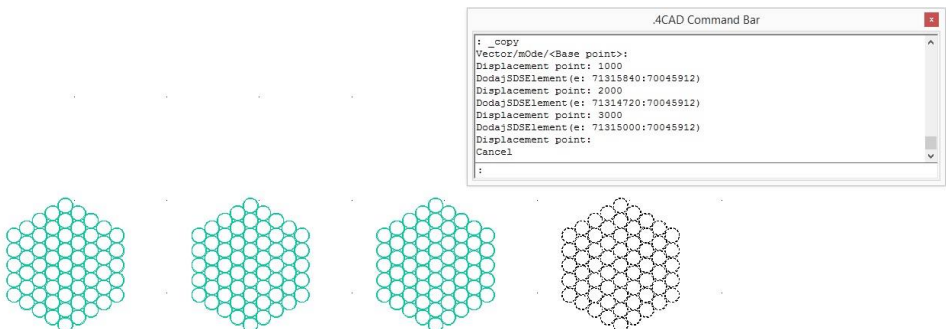 .4CAD Command Bar
x
: _copy
Vector/mOde/<Base point>:
Displacement point: 1000
DodajSDSElement(e: 71315840:70045912)
Displacement point: 2000
DodajSDSElement(e: 71314720:70045912)
Displacement point: 3000
DodajSDSElement(e: 71315000:70045912)
Displacement point:
Cancel
: